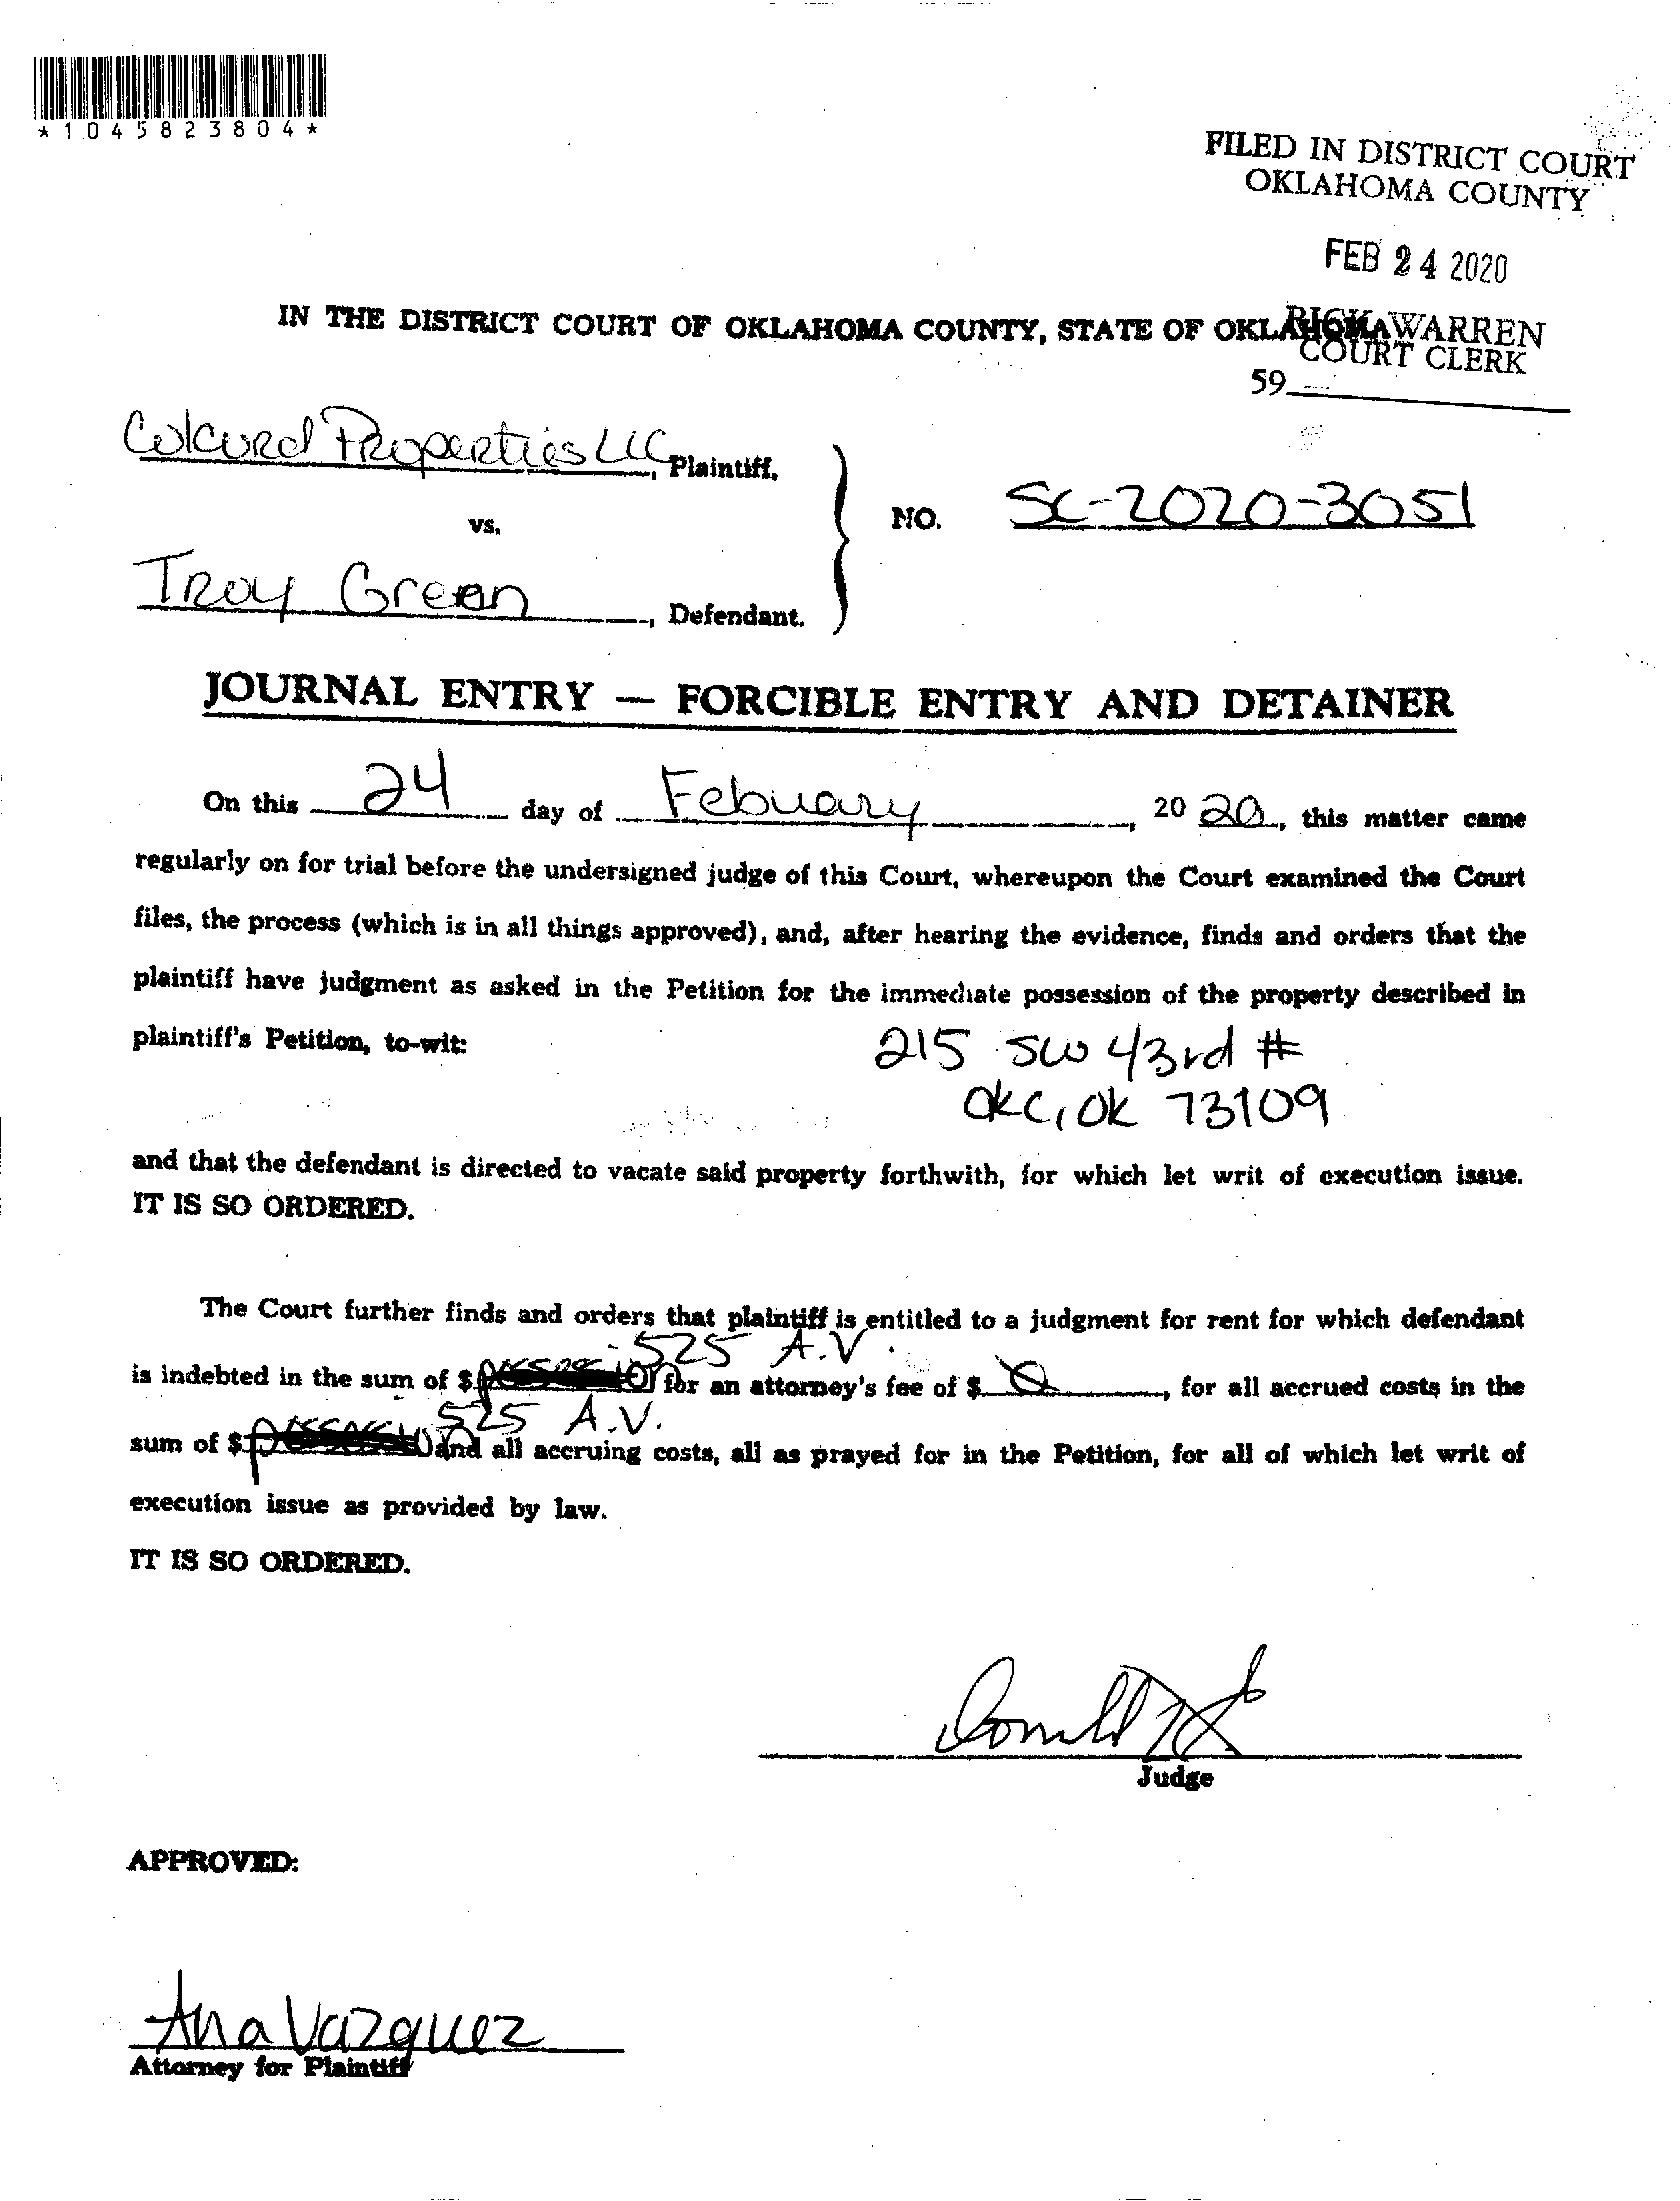 *1045823804*
FILED IN DISTRICT COURT
OKLAHOMA COUNTY
FEB 24 2020
RICK WARREN
COURT CLERK
59
IN THE DISTRICT COURT OF OKLAHOMA COUNTY, STATE OF OKLAHOMA
Properties LLC, Plaintiff,
vs.
NO. SC-2020-3051
Troy Green, Defendant.
JOURNAL ENTRY — FORCIBLE ENTRY AND DETAINER
On this 24 day of Febuary, 20 20, this matter came
regularly on for trial before the undersigned judge of this Court, whereupon the Court examined the Court
files, the process (which is in all things approved), and, after hearing the evidence, finds and orders that the
plaintiff have judgment as asked in the Petition for the immediate possession of the property described in
plaintiff's Petition, to-wit: 215 SW 43rd #
OKC, OK 73109
and that the defendant is directed to vacate said property forthwith, for which let writ of execution issue.
IT IS SO ORDERED.
The Court further finds and orders that plaintiff is entitled to a judgment for rent for which defendant
525 A.V.
is indebted in the sum of $ for an attorney's fee of $ 0, for all accrued costs in the
525 A.V.
sum of $ and all accruing costs, all as prayed for in the Petition, for all of which let writ of
execution issue as provided by law.
IT IS SO ORDERED.
Judge
APPROVED:
Ana Vazquez
Attorney for Plaintiff